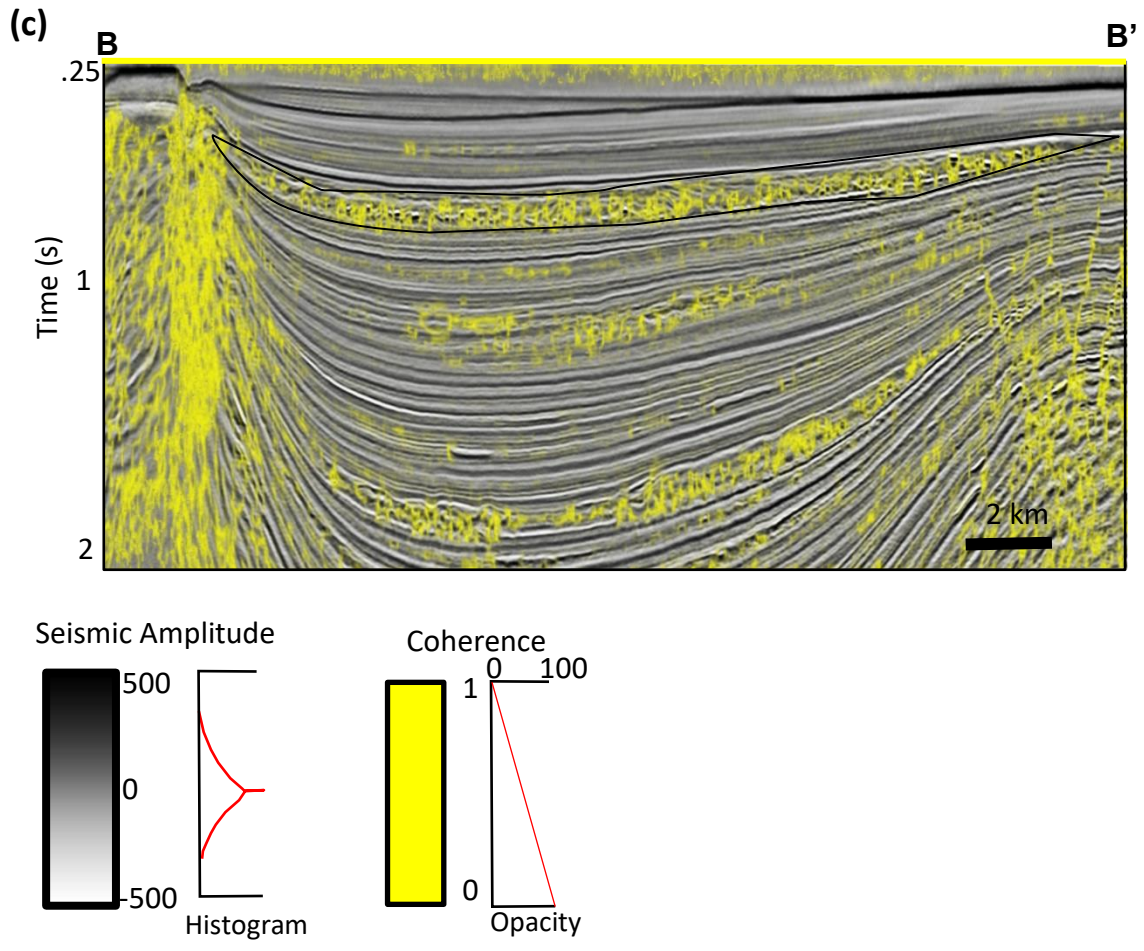 (c)
B B’
.25
Time (s)
1
2
2 km
Seismic Amplitude
500
0
-500
Histogram
Coherence
0 100
1
0
Opacity